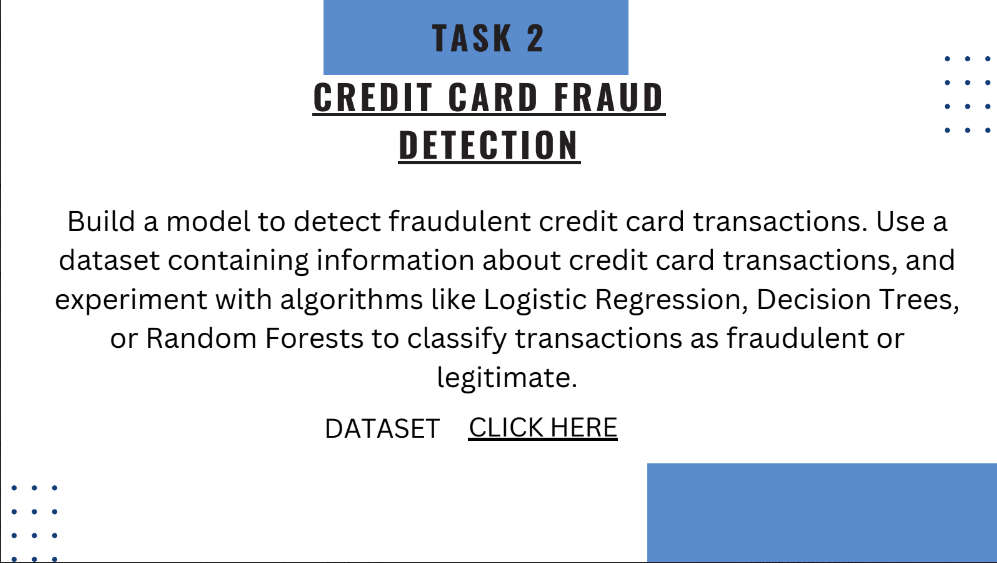 TASK 2
CREDIT CARD FRAUD
DETECTION
Build a model to detect fraudulent credit card transactions. Use a
dataset containing information about credit card transactions, and
experiment with algorithms like Logistic Regression, Decision Trees,
or Random Forests to classify transactions as fraudulent or
legitimate.
DATASET CLICK HERE